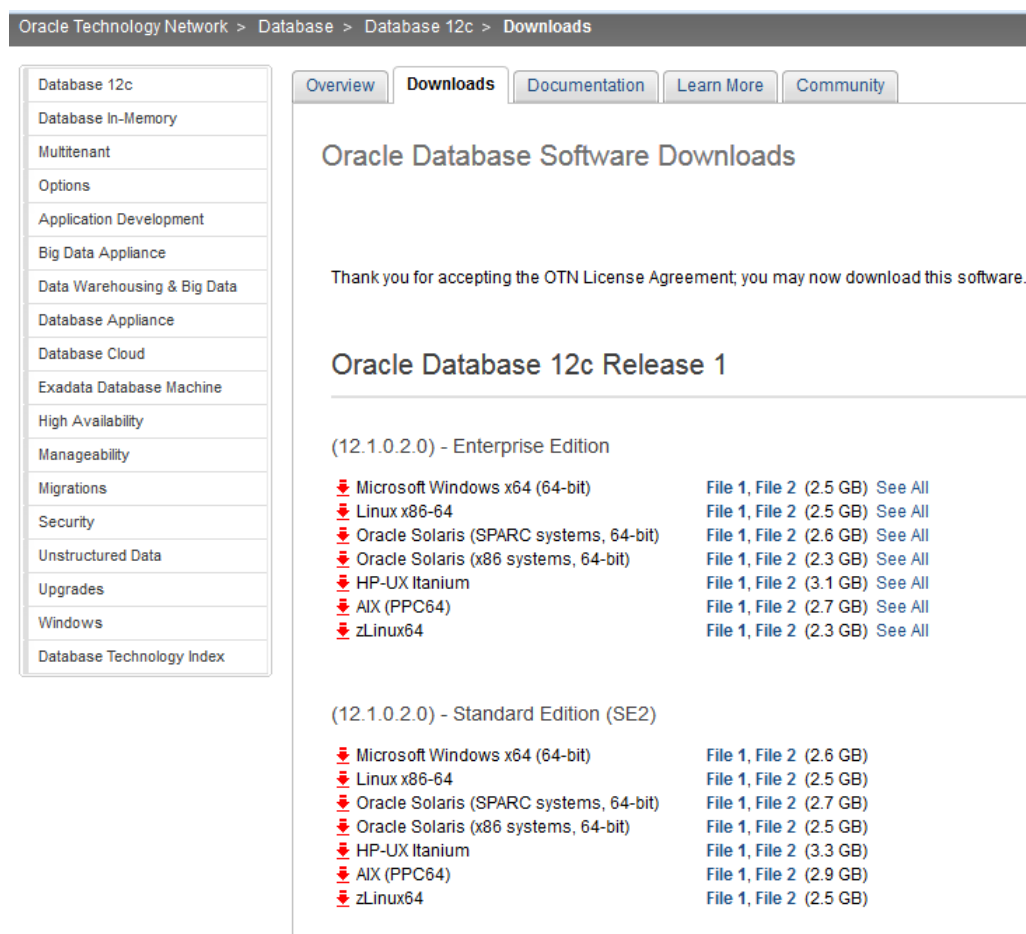 Oracle Technology Network > Database > Database 12c > Downloads
Database 12c
Database In-Memory
Multitenant
Options
Application Development
Big Data Appliance
Data Warehousing & Big Data
Database Appliance
Database Cloud
Exadata Database Machine
High Availability
Manageability
Migrations
Security
Unstructured Data
Upgrades
Windows
Database Technology Index
Overview Downloads Documentation Learn More Community
Oracle Database Software Downloads
Thank you for accepting the OTN License Agreement; you may now download this software.
Oracle Database 12c Release 1
(12.1.0.2.0) - Enterprise Edition
Microsoft Windows x64 (64-bit) File 1, File 2 (2.5 GB) See All
Linux x86-64 File 1, File 2 (2.5 GB) See All
Oracle Solaris (SPARC systems, 64-bit) File 1, File 2 (2.6 GB) See All
Oracle Solaris (x86 systems, 64-bit) File 1, File 2 (2.3 GB) See All
HP-UX Itanium File 1, File 2 (3.1 GB) See All
AIX (PPC64) File 1, File 2 (2.7 GB) See All
zLinux64 File 1, File 2 (2.3 GB) See All
(12.1.0.2.0) - Standard Edition (SE2)
Microsoft Windows x64 (64-bit) File 1, File 2 (2.6 GB)
Linux x86-64 File 1, File 2 (2.5 GB)
Oracle Solaris (SPARC systems, 64-bit) File 1, File 2 (2.7 GB)
Oracle Solaris (x86 systems, 64-bit) File 1, File 2 (2.5 GB)
HP-UX Itanium File 1, File 2 (3.3 GB)
AIX (PPC64) File 1, File 2 (2.9 GB)
zLinux64 File 1, File 2 (2.5 GB)